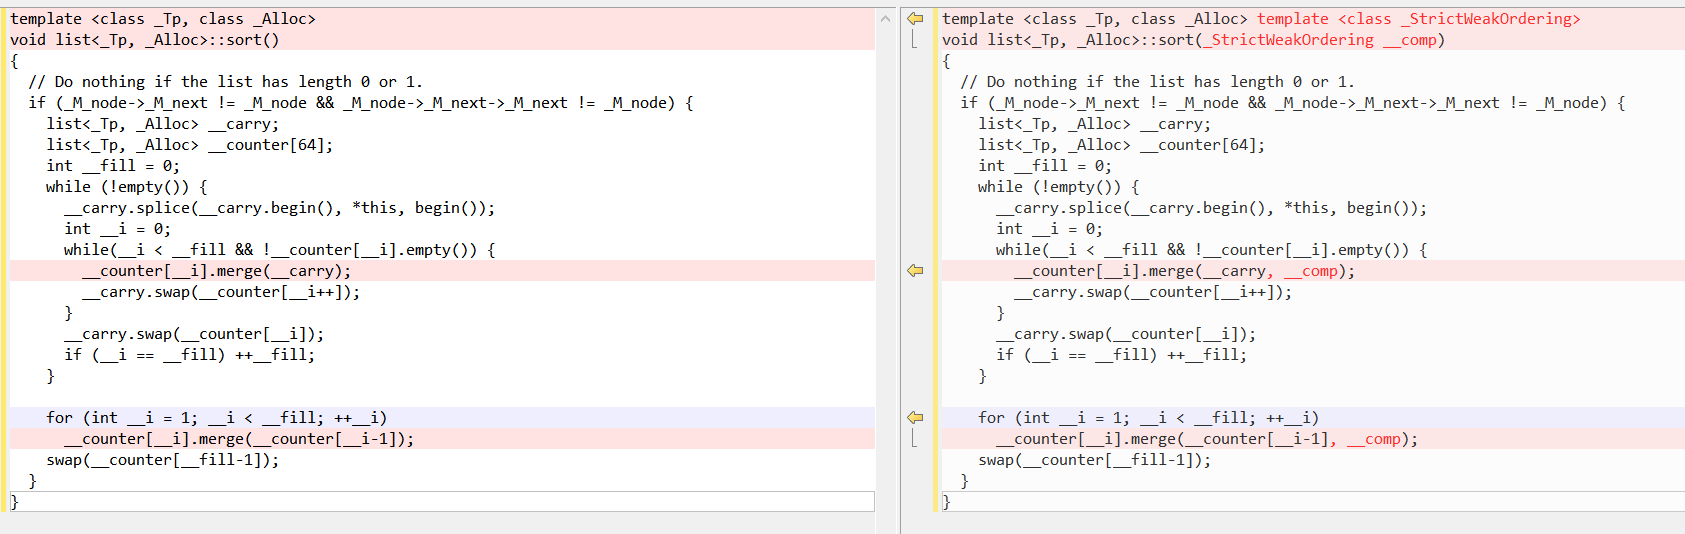 template <class _Tp, class _Alloc>
void list<_Tp, _Alloc>::sort()
{
  // Do nothing if the list has length 0 or 1.
  if (_M_node->_M_next != _M_node && _M_node->_M_next->_M_next != _M_node) {
    list<_Tp, _Alloc> __carry;
    list<_Tp, _Alloc> __counter[64];
    int __fill = 0;
    while (!empty()) {
      __carry.splice(__carry.begin(), *this, begin());
      int __i = 0;
      while(__i < __fill && !__counter[__i].empty()) {
        __counter[__i].merge(__carry);
        __carry.swap(__counter[__i++]);
      }
      __carry.swap(__counter[__i]);
      if (__i == __fill) ++__fill;
    }

    for (int __i = 1; __i < __fill; ++__i)
      __counter[__i].merge(__counter[__i-1]);
    swap(__counter[__fill-1]);
  }
}
template <class _Tp, class _Alloc> template <class _StrictWeakOrdering>
void list<_Tp, _Alloc>::sort(_StrictWeakOrdering __comp)
{
  // Do nothing if the list has length 0 or 1.
  if (_M_node->_M_next != _M_node && _M_node->_M_next->_M_next != _M_node) {
    list<_Tp, _Alloc> __carry;
    list<_Tp, _Alloc> __counter[64];
    int __fill = 0;
    while (!empty()) {
      __carry.splice(__carry.begin(), *this, begin());
      int __i = 0;
      while(__i < __fill && !__counter[__i].empty()) {
        __counter[__i].merge(__carry, __comp);
        __carry.swap(__counter[__i++]);
      }
      __carry.swap(__counter[__i]);
      if (__i == __fill) ++__fill;
    }

    for (int __i = 1; __i < __fill; ++__i)
      __counter[__i].merge(__counter[__i-1], __comp);
    swap(__counter[__fill-1]);
  }
}